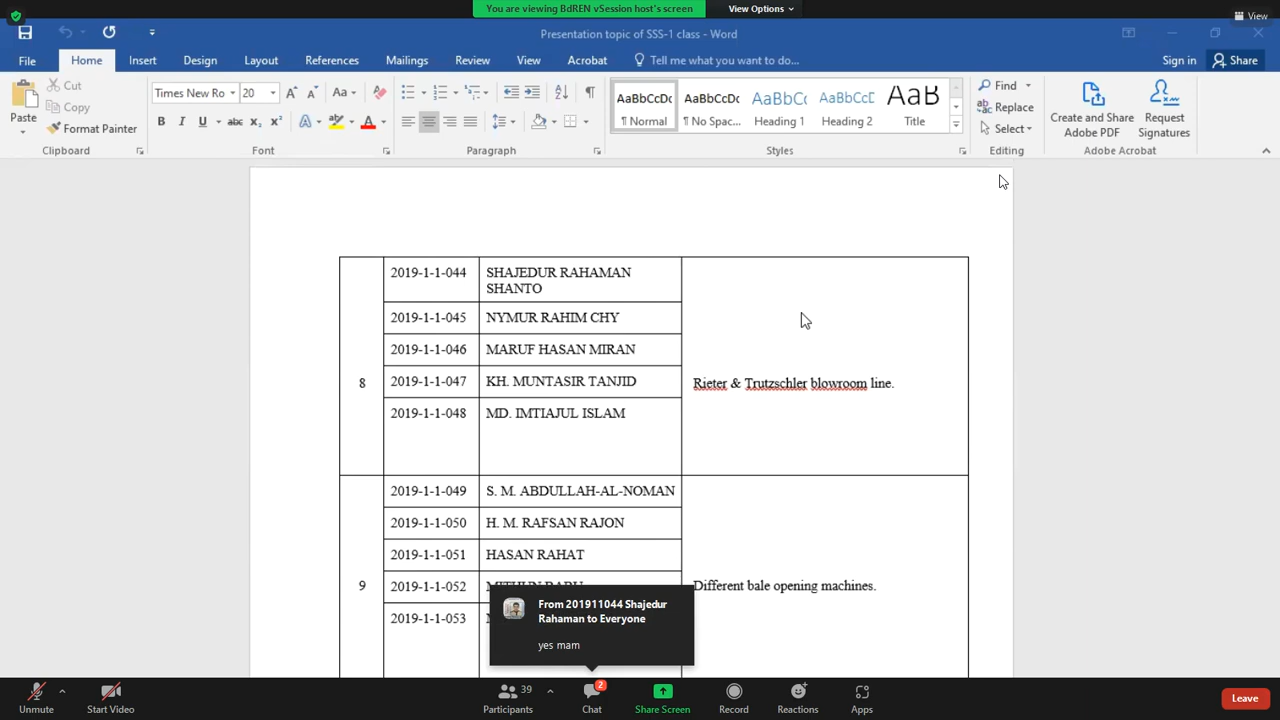 You are viewing BdREN vSession host's screen
View Options
View
Presentation topic of SSS-1 class - Word
File
Home
Insert
Design
Layout
References
Mailings
Review
View
Acrobat
Tell me what you want to do...
Sign in
Share
Paste
Cut
Copy
Format Painter
Clipboard
Times New Ro
20
Font
Paragraph
AaBbCcDc
¶ Normal
AaBbCcDc
¶ No Spac...
AaBbCc
Heading 1
AaBbCcD
Heading 2
AaB
Title
Styles
Find
Replace
Select
Editing
Create and Share
Adobe PDF
Request
Signatures
Adobe Acrobat
8
2019-1-1-044
SHAJEDUR RAHAMAN
SHANTO
2019-1-1-045
NYMUR RAHIM CHY
2019-1-1-046
MARUF HASAN MIRAN
2019-1-1-047
KH. MUNTASIR TANJID
2019-1-1-048
MD. IMTIAJUL ISLAM
Rieter & Trutzschler blowroom line.
9
2019-1-1-049
S. M. ABDULLAH-AL-NOMAN
2019-1-1-050
H. M. RAFSAN RAJON
2019-1-1-051
HASAN RAHAT
2019-1-1-052
2019-1-1-053
Different bale opening machines.
From 201911044 Shajedur
Rahaman to Everyone
yes mam
Unmute
Start Video
Participants
39
Chat
2
Share Screen
Record
Reactions
Apps
Leave